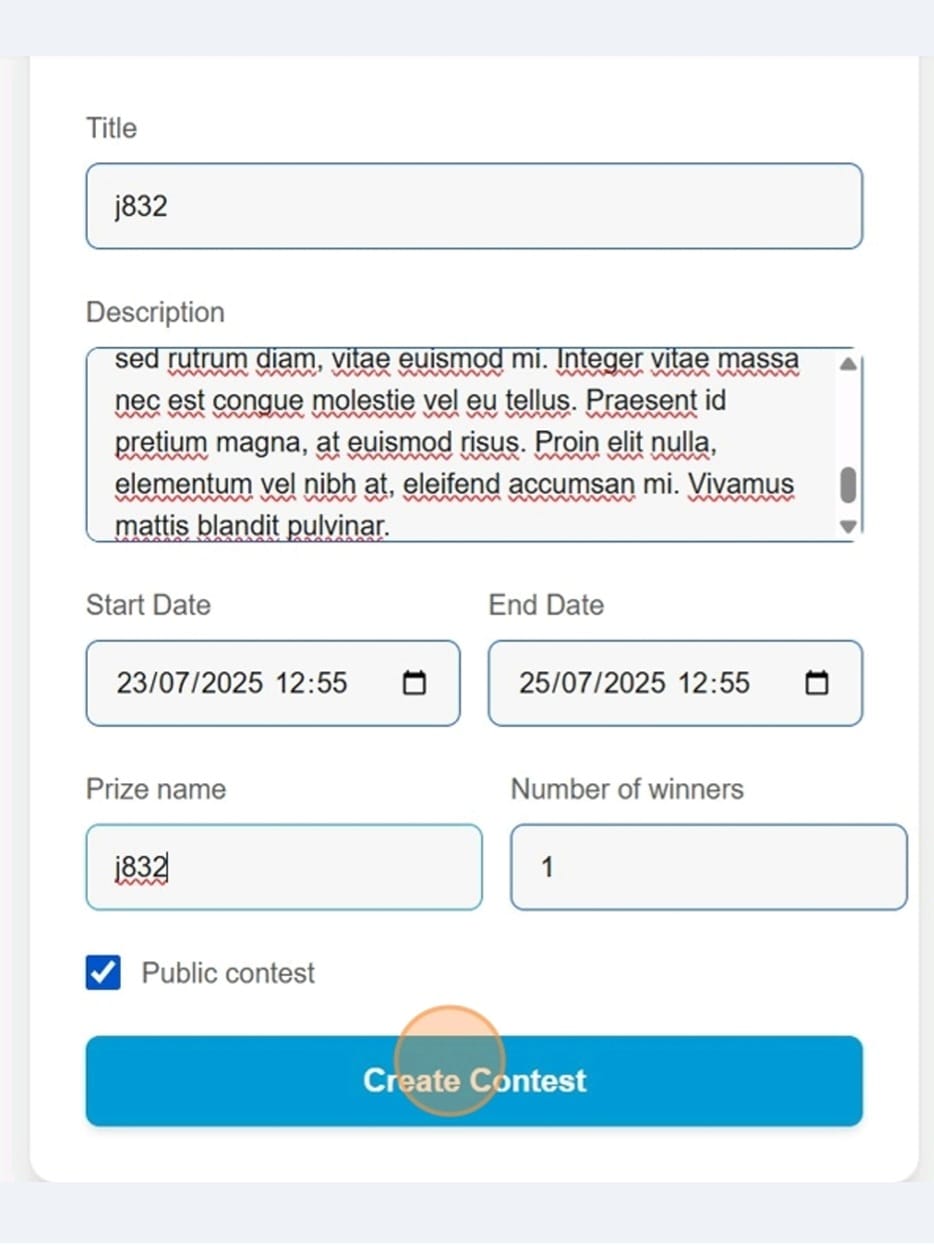 Title
j832
Description
sed rutrum diam, vitae euismod mi. Integer vitae massa
nec est congue molestie vel eu tellus. Praesent id
pretium magna, at euismod risus. Proin elit nulla,
elementum vel nibh at, eleifend accumsan mi. Vivamus
mattis blandit pulvinar.
Start Date
End Date
23/07/2025 12:55
25/07/2025 12:55
Prize name
Number of winners
j832
1
Public contest
Create Contest